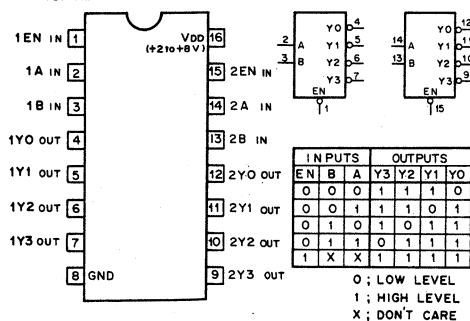 1EN IN 1
1A IN 2
1B IN 3
1Y0 OUT 4
1Y1 OUT 5
1Y2 OUT 6
1Y3 OUT 7
8 GND
VDD 16
(+2 to +8V)
15 2EN IN
14 2A IN
13 2B IN
12 2Y0 OUT
11 2Y1 OUT
10 2Y2 OUT
9 2Y3 OUT
2 A Y0 4
3 B Y1 5
Y2 6
Y3 7
EN
1
14 A Y0 12
13 B Y1 11
Y2 10
Y3 9
EN
15
INPUTS OUTPUTS
EN B A Y3 Y2 Y1 Y0
0 0 0 1 1 1 0
0 0 1 1 1 0 1
0 1 0 1 0 1 1
0 1 1 0 1 1 1
1 X X 1 1 1 1
0 ; LOW LEVEL
1 ; HIGH LEVEL
X ; DON'T CARE